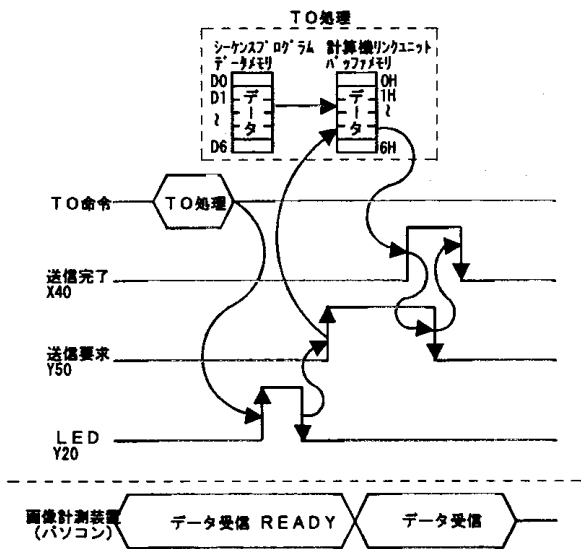 TO処理
シーケンスプログラム
データメモリ
計算機リンクユニット
バッファメモリ
D0
D1
~
D6
データ
データ
0H
1H
~
6H
TO命令
TO処理
送信完了
X40
送信要求
Y50
LED
Y20
画像計測装置
(パソコン)
データ受信 READY
データ受信